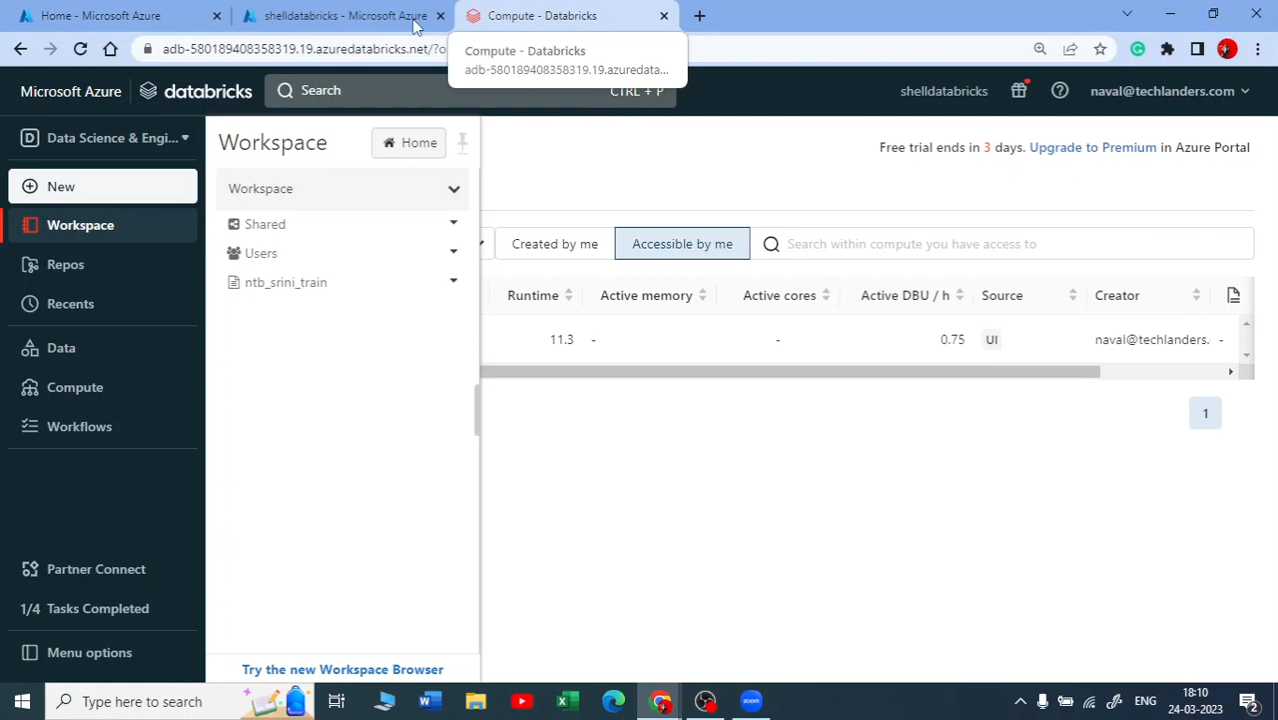 Home - Microsoft Azure
shelldatabricks - Microsoft Azure
Compute - Databricks
adb-580189408358319.19.azuredatabricks.net/?o
Compute - Databricks
adb-580189408358319.19.azuredata...
Microsoft Azure
databricks
Search
CTRL + P
shelldatabricks
naval@techlanders.com
D Data Science & Engi...
Workspace
Home
Free trial ends in 3 days. Upgrade to Premium in Azure Portal
New
Workspace
Workspace
Shared
Users
ntb_srini_train
Repos
Recents
Data
Compute
Workflows
Created by me
Accessible by me
Search within compute you have access to
Runtime
Active memory
Active cores
Active DBU / h
Source
Creator
11.3
-
-
0.75
UI
naval@techlanders.
-
1
Partner Connect
1/4 Tasks Completed
Menu options
Try the new Workspace Browser
Type here to search
zoom
ENG
18:10
24-03-2023
2